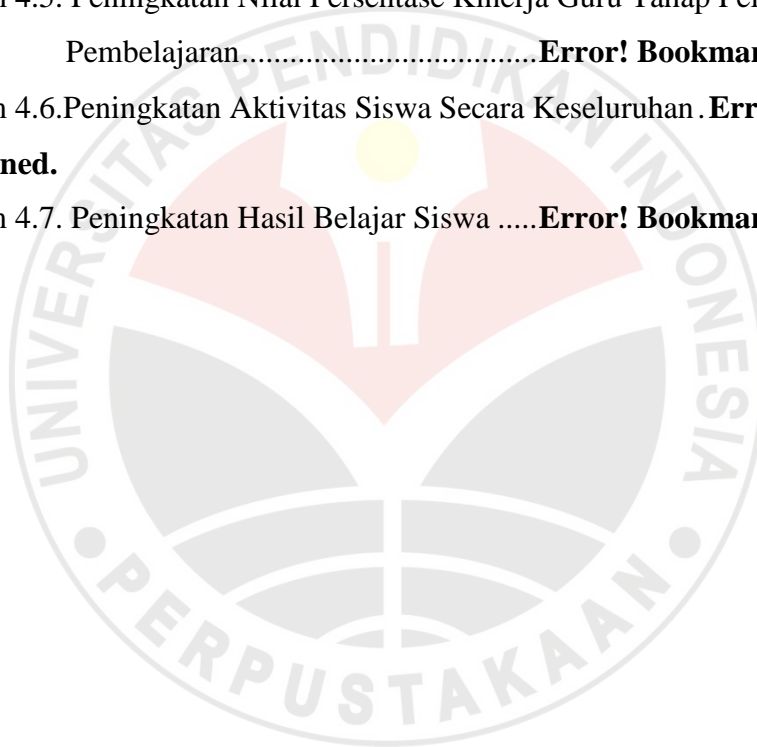 n 4.5. Peningkatan Nilai Persentase Kinerja Guru Tahap Pe
Pembelajaran..................................Error! Bookmar
n 4.6.Peningkatan Aktivitas Siswa Secara Keseluruhan .Err
ned.
n 4.7. Peningkatan Hasil Belajar Siswa .....Error! Bookmar
UNIVERSITAS PENDIDIKAN INDONESIA
PERPUSTAKAAN